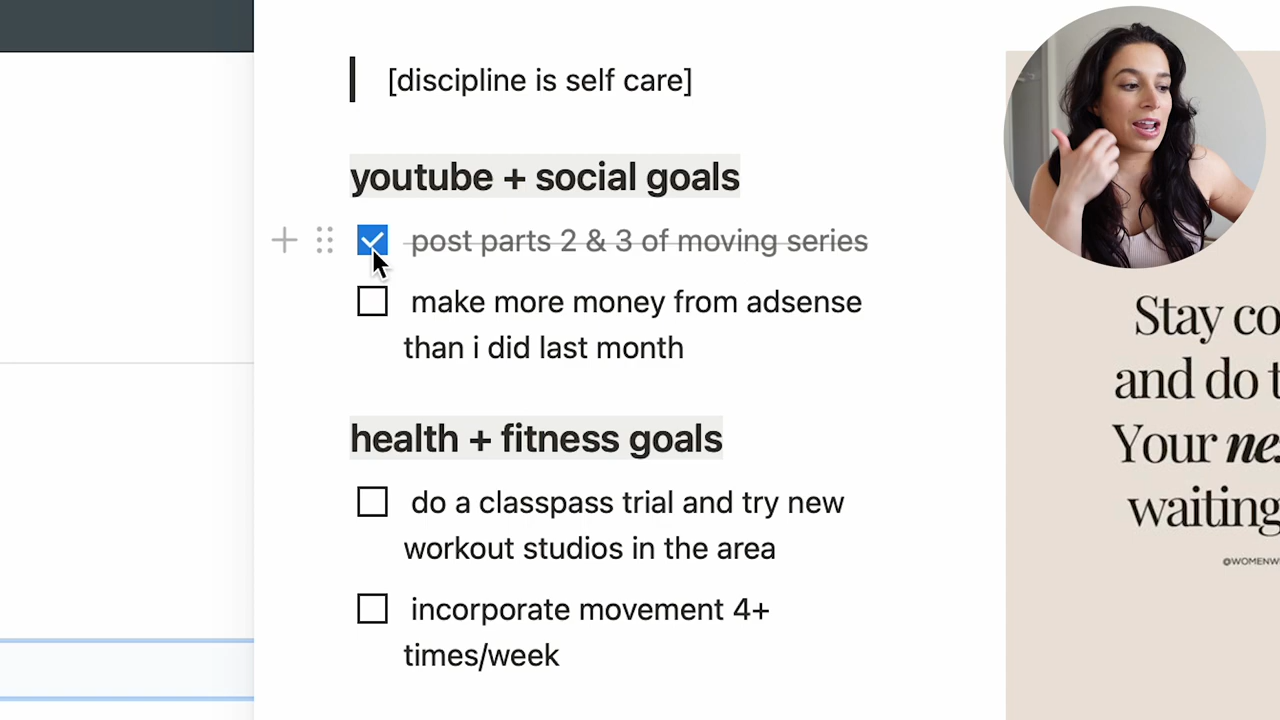 [discipline is self care]
youtube + social goals
post parts 2 & 3 of moving series
make more money from adsense
than i did last month
health + fitness goals
do a classpass trial and try new
workout studios in the area
incorporate movement 4+
times/week
Stay
and do
Your
waiting